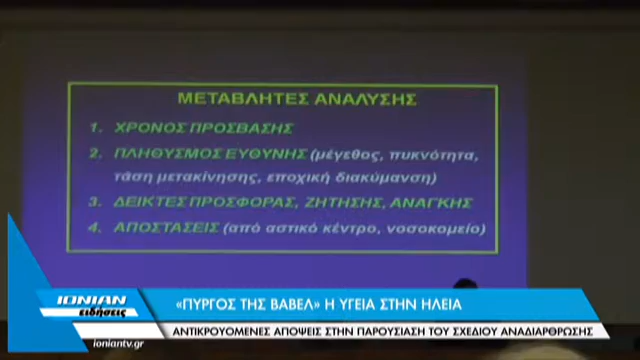 ΜΕΤΑΒΛΗΤΕΣ ΑΝΑΛΥΣΗΣ
1. ΧΡΟΝΟΣ ΠΡΟΣΒΑΣΗΣ
2. ΠΛΗΘΥΣΜΟΣ ΕΥΘΥΝΗΣ (μέγεθος, πυκνότητα,
τάση μετακίνησης, εποχική διακύμανση)
3. ΔΕΙΚΤΕΣ ΠΡΟΣΦΟΡΑΣ, ΖΗΤΗΣΗΣ, ΑΝΑΓΚΗΣ
4. ΑΠΟΣΤΑΣΕΙΣ (από αστικό κέντρο, νοσοκομείο)
IONIAN
ειδήσεις
«ΠΥΡΓΟΣ ΤΗΣ ΒΑΒΕΛ» Η ΥΓΕΙΑ ΣΤΗΝ ΗΛΕΙΑ
ΑΝΤΙΚΡΟΥΟΜΕΝΕΣ ΑΠΟΨΕΙΣ ΣΤΗΝ ΠΑΡΟΥΣΙΑΣΗ ΤΟΥ ΣΧΕΔΙΟΥ ΑΝΑΔΙΑΡΘΡΩΣΗΣ
ioniantv.gr